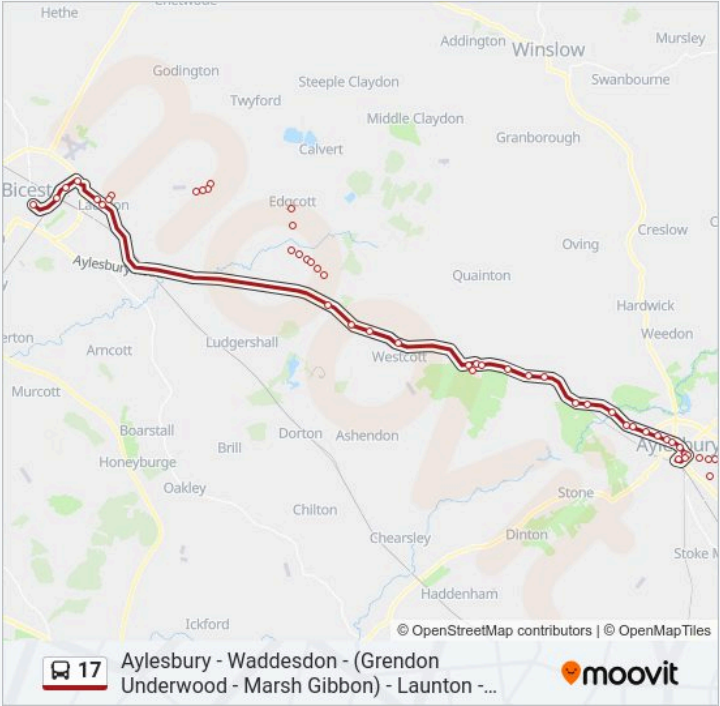 Hethe
Addington
Winslow
Mursley
Godington
Steeple Claydon
Swanbourne
Twyford
Middle Claydon
Granborough
Calvert
Bicest
Launton
Edgcott
Creslow
Oving
Aylesbury
Quainton
Hardwick
Weedon
erton
Arncott
Ludgershall
Westcott
Murcott
Boarstall
Dorton
Ashendon
Brill
Aylesbury
Honeyburge
Oakley
Stone
Chilton
Dinton
Chearsley
Stoke M
Haddenham
Ickford
moovit
© OpenStreetMap contributors | © OpenMapTiles
17
Aylesbury - Waddesdon - (Grendon
Underwood - Marsh Gibbon) - Launton -...
moovit